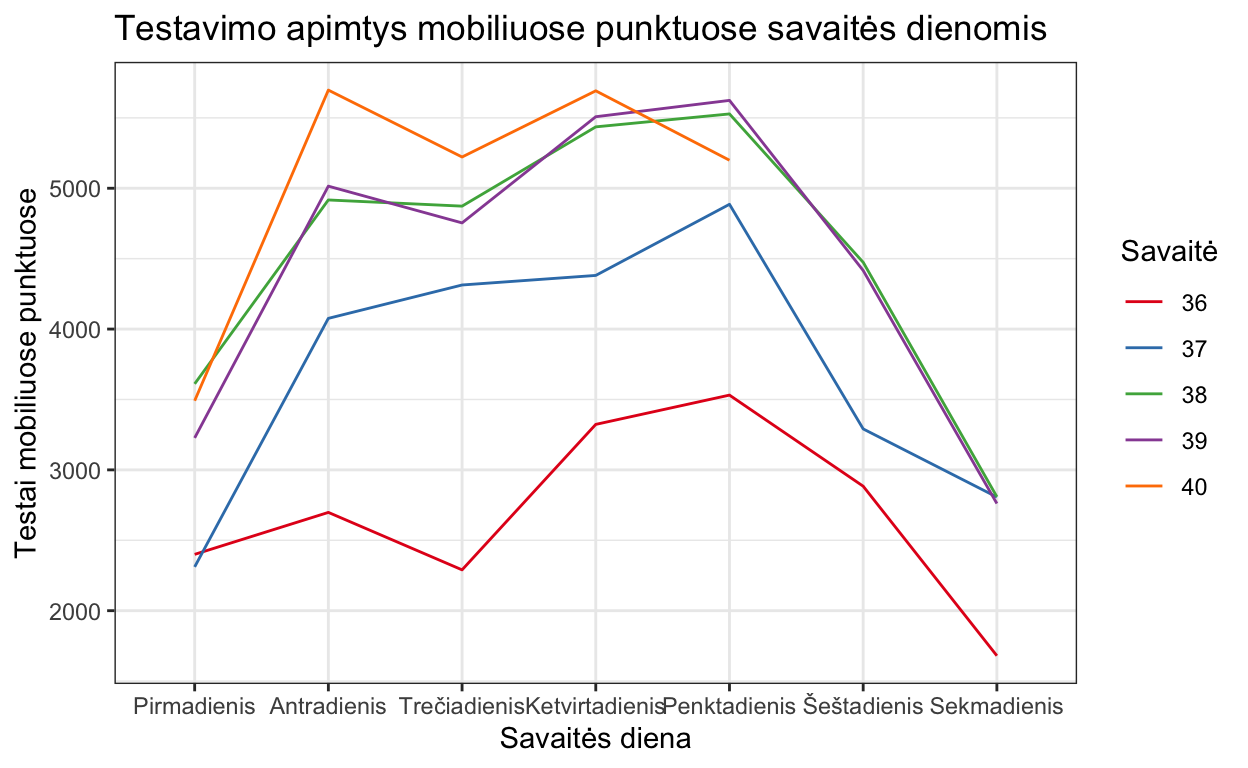 Testavimo apimtys mobiliuose punktuose savaitės dienomis
Testai mobiliuose punktuose
5000
4000
3000
2000
Pirmadienis Antradienis Trečiadienis Ketvirtadienis Penktadienis Šeštadienis Sekmadienis
Savaitės diena
Savaitė
36
37
38
39
40